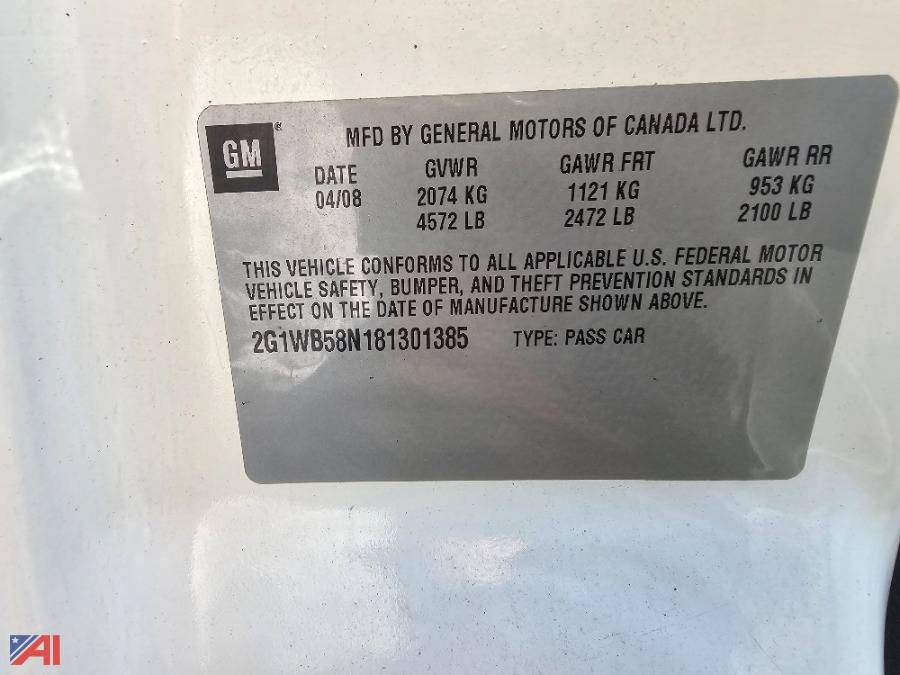 GM®
MFD BY GENERAL MOTORS OF CANADA LTD.
DATE GVWR GAWR FRT GAWR RR
04/08 2074 KG 1121 KG 953 KG
4572 LB 2472 LB 2100 LB
THIS VEHICLE CONFORMS TO ALL APPLICABLE U.S. FEDERAL MOTOR
VEHICLE SAFETY, BUMPER, AND THEFT PREVENTION STANDARDS IN
EFFECT ON THE DATE OF MANUFACTURE SHOWN ABOVE.
2G1WB58N181301385 TYPE: PASS CAR
AI